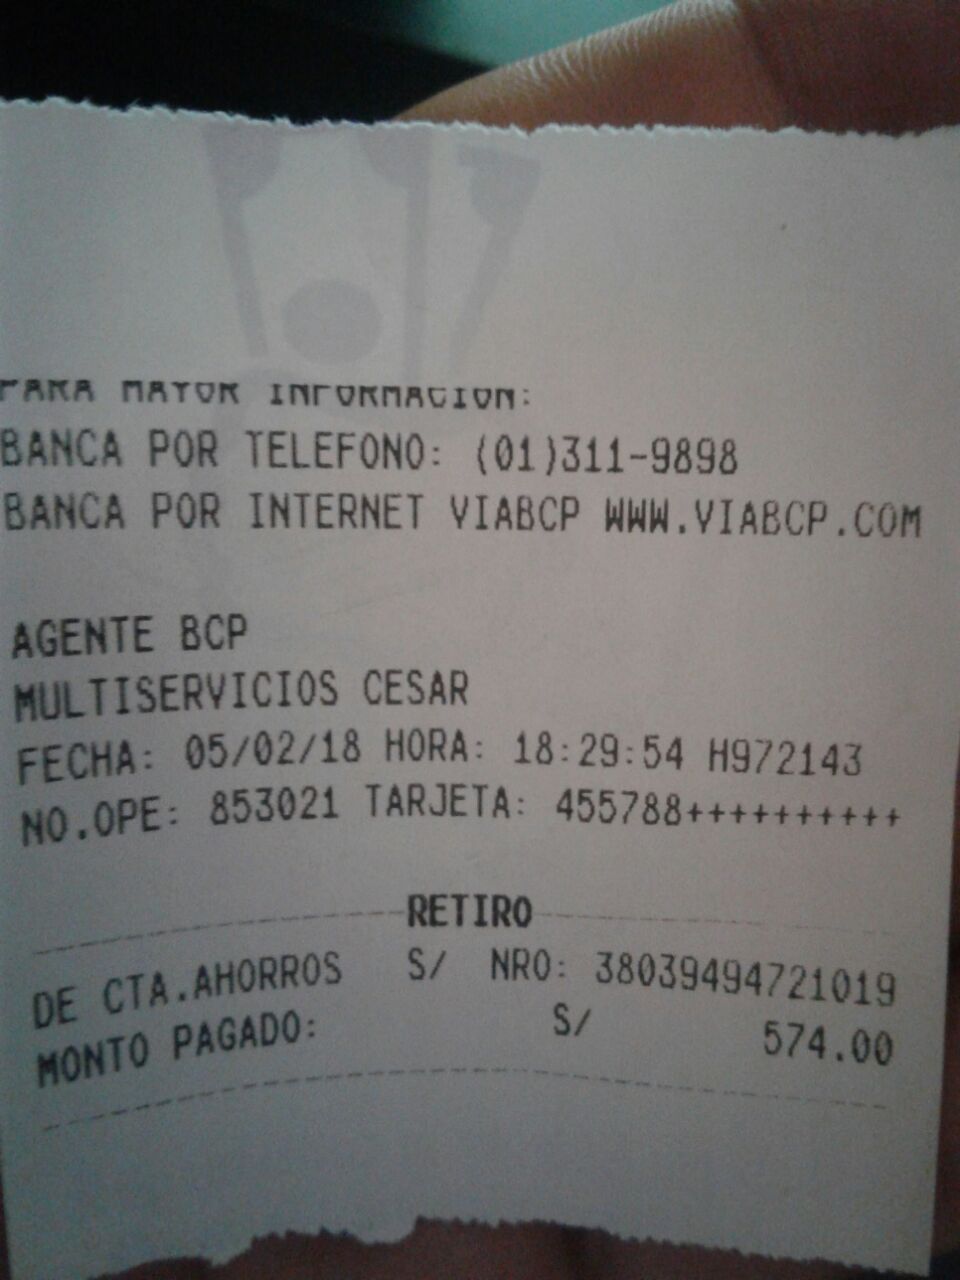 PARA MAYOR INFORMACION:
BANCA POR TELEFONO: (01)311-9898
BANCA POR INTERNET VIABCP WWW.VIABCP.COM
AGENTE BCP
MULTISERVICIOS CESAR
FECHA: 05/02/18 HORA: 18:29:54 H972143
NO.OPE: 853021 TARJETA: 455788++++++++++
RETIRO
DE CTA.AHORROS S/ NRO: 38039494721019
MONTO PAGADO: S/ 574.00